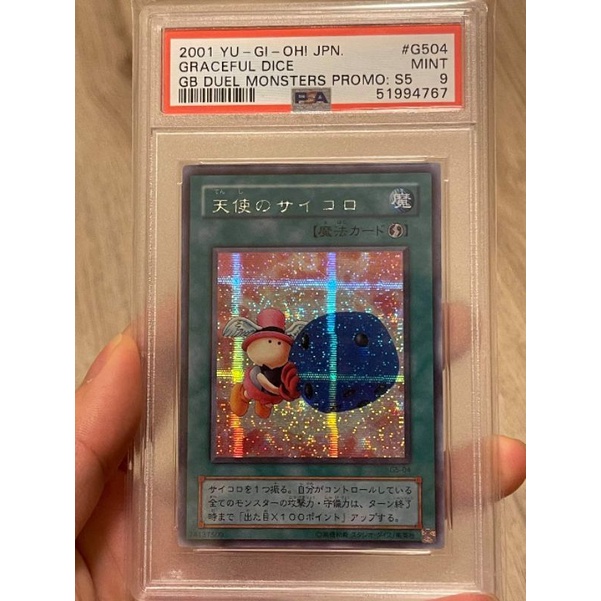 2001 YU-GI-OH! JPN. #G504
GRACEFUL DICE MINT
GB DUEL MONSTERS PROMO: S5 9
PSA 51994767
てんし
天使のサイコロ 魔
【魔法カード】
サイコロを1つ振る。自分がコントロールしている
全てのモンスターの攻撃力・守備力は、ターン終了
時まで「出た目×100ポイント」アップする。